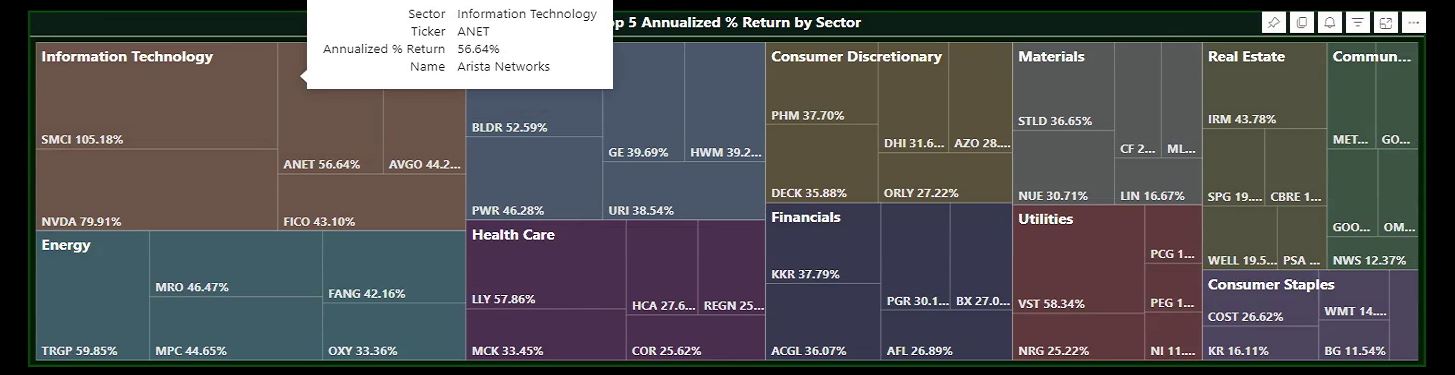 Sector Information Technology
Ticker ANET
Annualized % Return 56.64%
Name Arista Networks
op 5 Annualized % Return by Sector
Information Technology
SMCI 105.18%
NVDA 79.91%
ANET 56.64%
AVGO 44.2...
FICO 43.10%
Energy
TRGP 59.85%
MRO 46.47%
MPC 44.65%
FANG 42.16%
OXY 33.36%
BLDR 52.59%
PWR 46.28%
GE 39.69%
HWM 39.2...
URI 38.54%
Health Care
LLY 57.86%
MCK 33.45%
HCA 27.6...
REGN 25...
COR 25.62%
Consumer Discretionary
PHM 37.70%
DECK 35.88%
DHI 31.6...
AZO 28....
ORLY 27.22%
Financials
KKR 37.79%
ACGL 36.07%
PGR 30.1...
BX 27.0...
AFL 26.89%
Materials
STLD 36.65%
NUE 30.71%
CF 2...
ML...
LIN 16.67%
Utilities
VST 58.34%
NRG 25.22%
PCG 1...
PEG 1...
NI 11....
Real Estate
IRM 43.78%
SPG 19....
CBRE 1...
WELL 19.5...
PSA ...
Commun...
MET...
GO...
GOO...
OM...
NWS 12.37%
Consumer Staples
COST 26.62%
KR 16.11%
WMT 14....
BG 11.54%